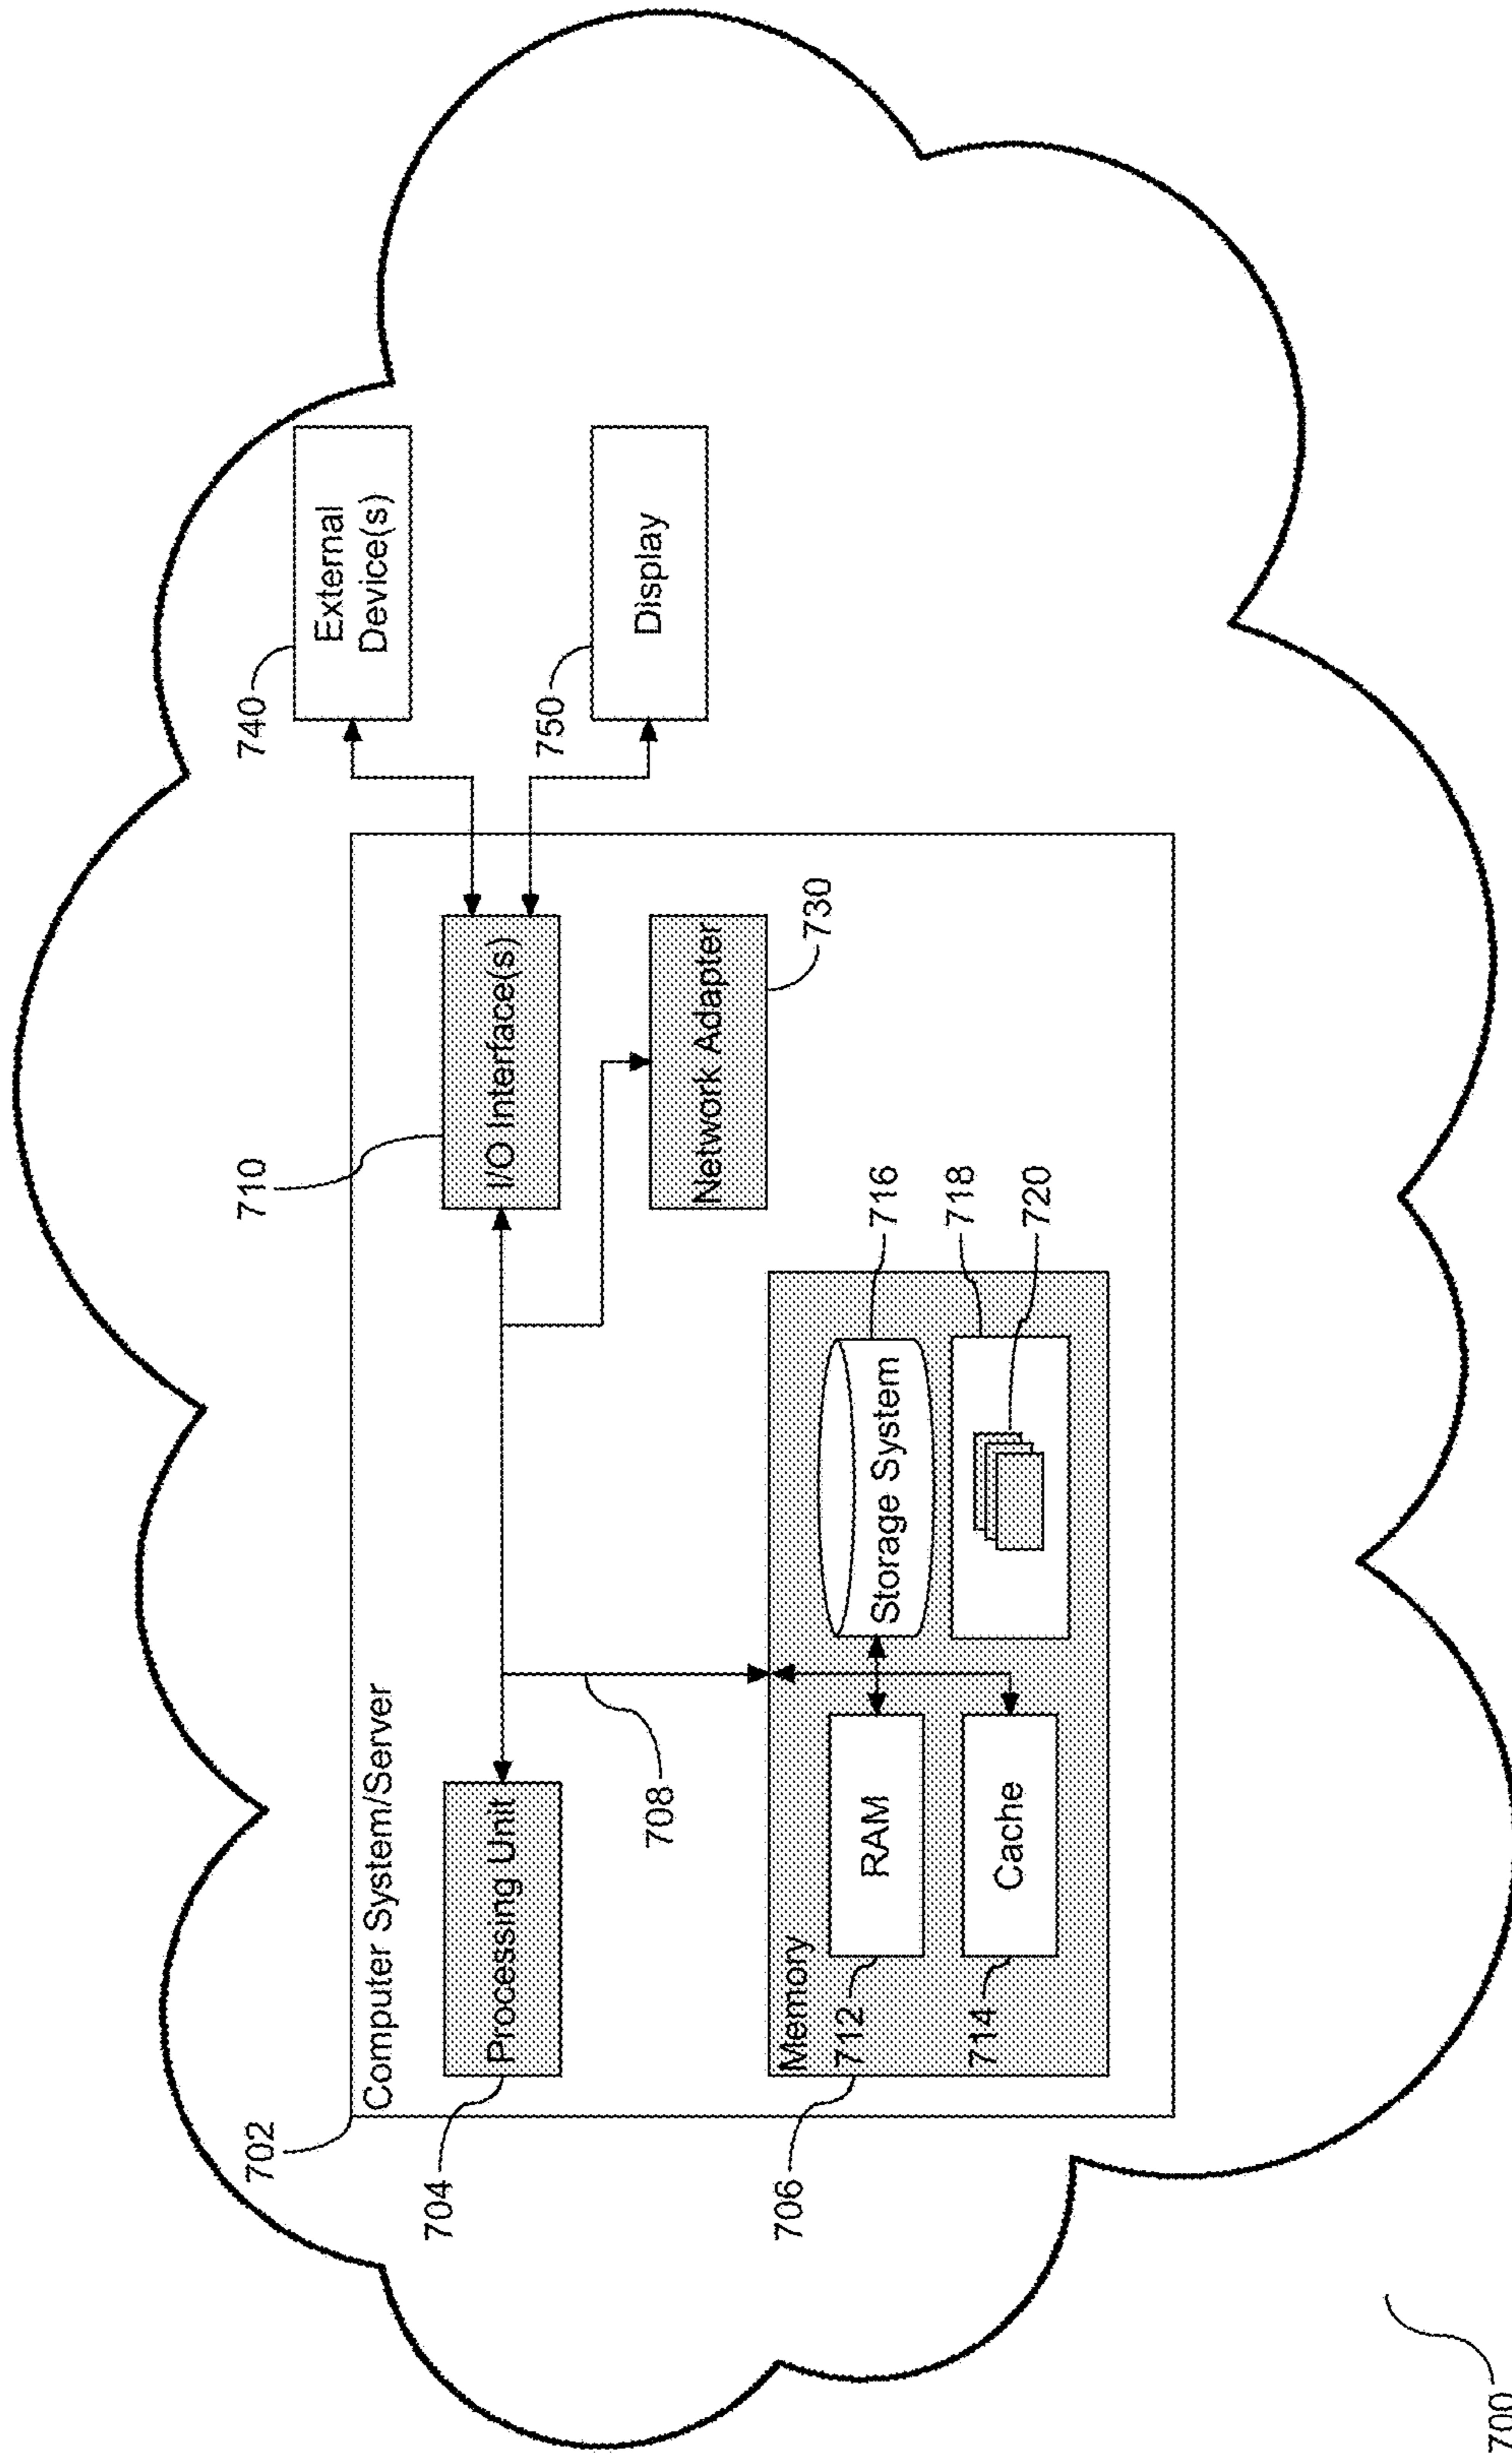 740
External
Device(s)
750
Display
702
Computer System/Server
704
Processing Unit
710
I/O Interface(s)
708
Network Adapter
730
706
Memory
712
RAM
Storage System
716
714
Cache
718
720
700